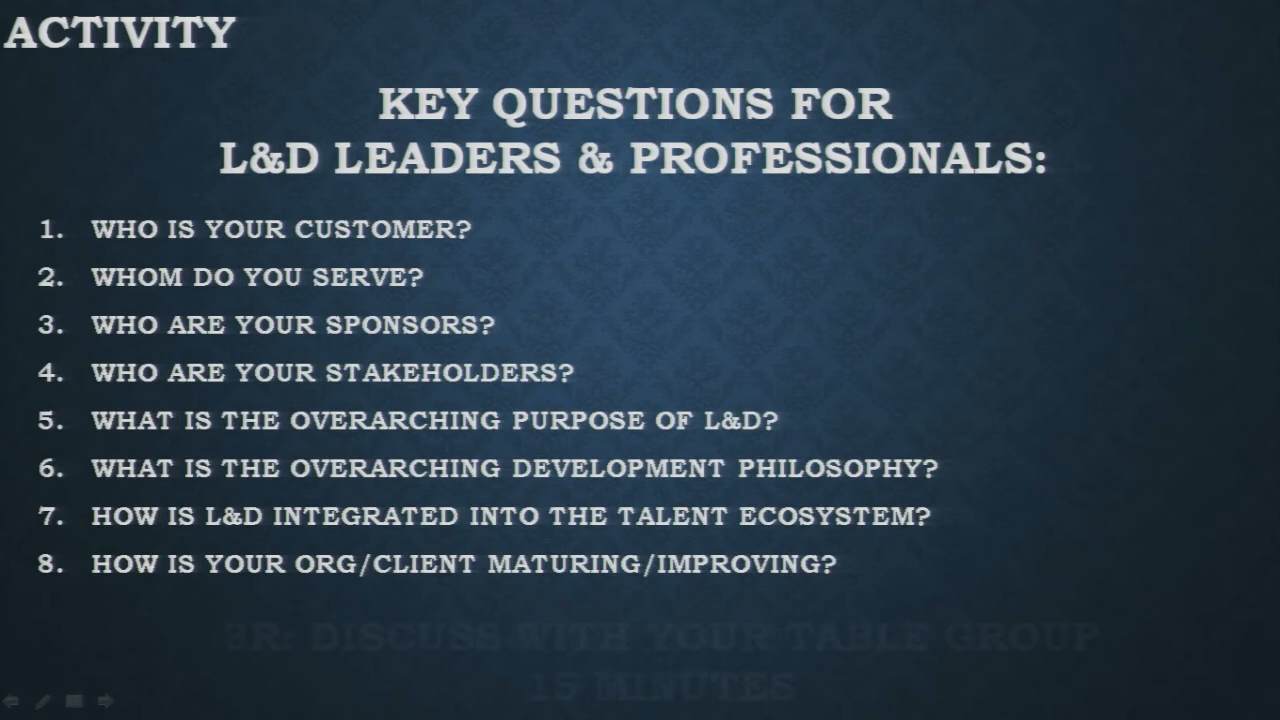 ACTIVITY
KEY QUESTIONS FOR
L&D LEADERS & PROFESSIONALS:
1. WHO IS YOUR CUSTOMER?
2. WHOM DO YOU SERVE?
3. WHO ARE YOUR SPONSORS?
4. WHO ARE YOUR STAKEHOLDERS?
5. WHAT IS THE OVERARCHING PURPOSE OF L&D?
6. WHAT IS THE OVERARCHING DEVELOPMENT PHILOSOPHY?
7. HOW IS L&D INTEGRATED INTO THE TALENT ECOSYSTEM?
8. HOW IS YOUR ORG/CLIENT MATURING/IMPROVING?
DISCUSS WITH YOUR TABLE GROUP
15 MINUTES